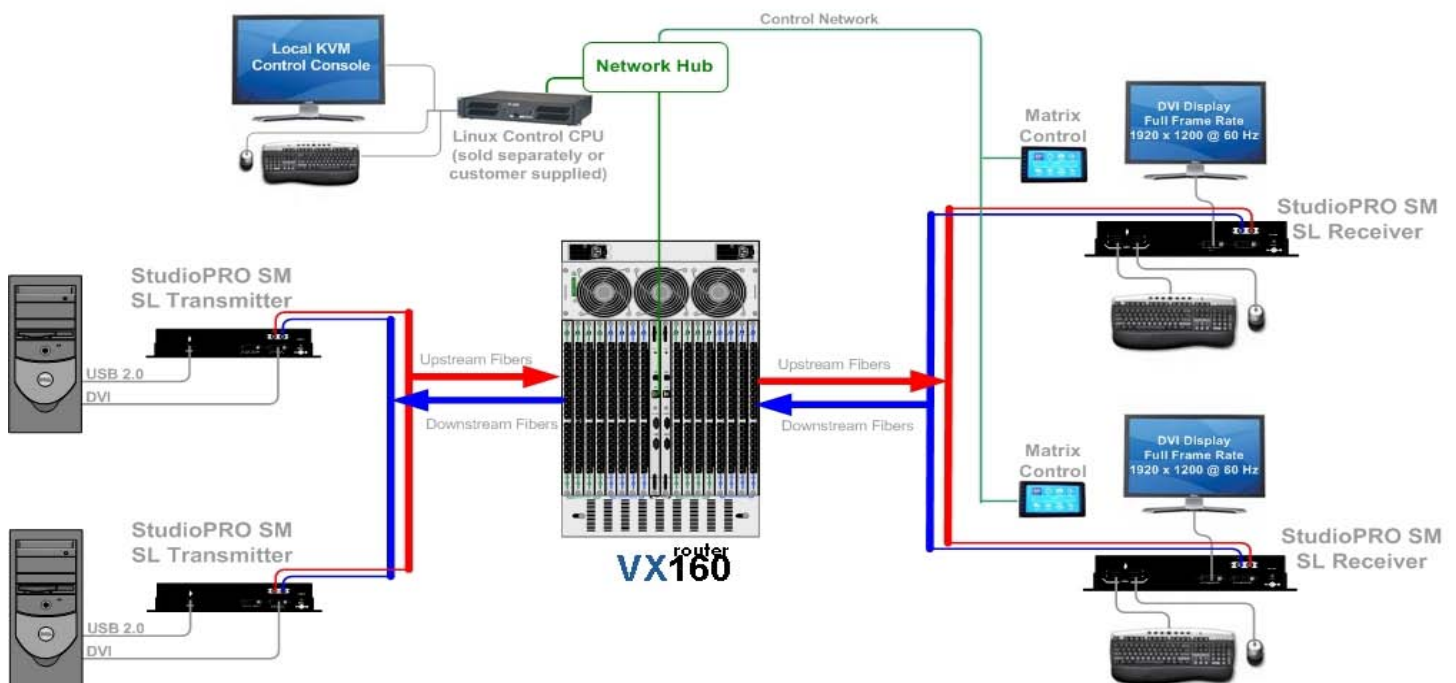 Control Network
Local KVM
Control Console
Network Hub
Linux Control CPU
(sold separately or
customer supplied)
Matrix
Control
DVI Display
Full Frame Rate
1920 x 1200 @ 60 Hz
StudioPRO SM
SL Receiver
StudioPRO SM
SL Transmitter
USB 2.0
DVI
Upstream Fibers
Downstream Fibers
Upstream Fibers
Downstream Fibers
router
VX160
Matrix
Control
DVI Display
Full Frame Rate
1920 x 1200 @ 60 Hz
StudioPRO SM
SL Receiver
StudioPRO SM
SL Transmitter
USB 2.0
DVI